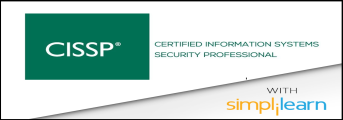 CISSP®
CERTIFIED INFORMATION SYSTEMS
SECURITY PROFESSIONAL
WITH
simplilearn